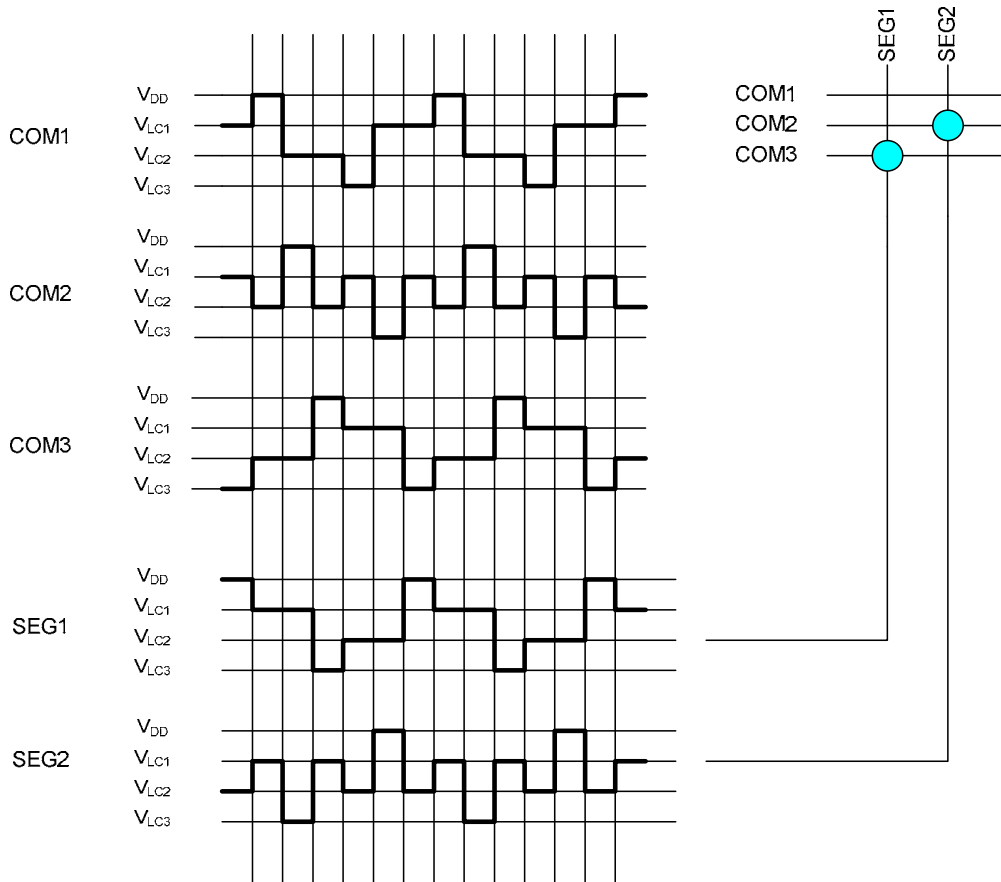 SEG1
SEG2
COM1
COM2
COM3
COM1
VDD
VLC1
VLC2
VLC3
COM2
VDD
VLC1
VLC2
VLC3
COM3
VDD
VLC1
VLC2
VLC3
SEG1
VDD
VLC1
VLC2
VLC3
SEG2
VDD
VLC1
VLC2
VLC3